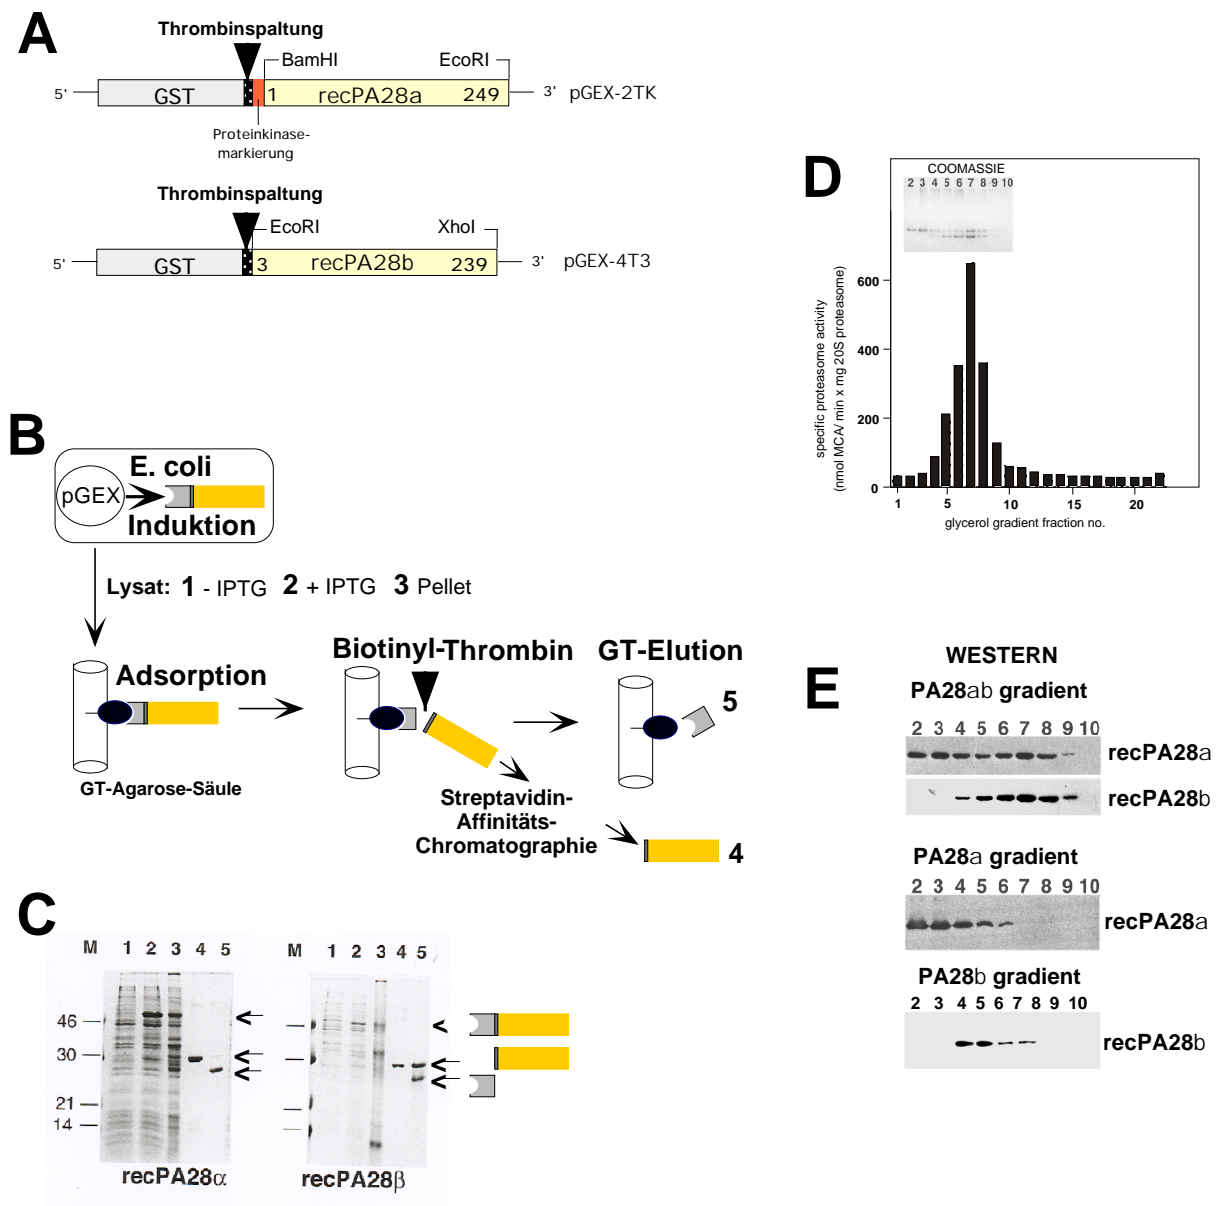 A
Thrombinspaltung
BamHI EcoRI
5' GST 1 recPA28a 249 3' pGEX-2TK
Proteinkinase-
markierung
Thrombinspaltung
EcoRI XhoI
5' GST 3 recPA28b 239 3' pGEX-4T3
B
E. coli
pGEX
Induktion
Lysat: 1 - IPTG 2 + IPTG 3 Pellet
Adsorption
GT-Agarose-Säule
Biotinyl-Thrombin
GT-Elution
5
Streptavidin-
Affinitäts-
Chromatographie
4
C
M 1 2 3 4 5
46
30
21
14
recPA28α
M 1 2 3 4 5
recPA28β
D
COOMASSIE
2 3 4 5 6 7 8 9 10
specific proteasome activity
(nmol MCA/ min x mg 20S proteasome)
600
400
200
0
1 5 10 15 20
glycerol gradient fraction no.
E
WESTERN
PA28ab gradient
2 3 4 5 6 7 8 9 10
recPA28a
recPA28b
PA28a gradient
2 3 4 5 6 7 8 9 10
recPA28a
PA28b gradient
2 3 4 5 6 7 8 9 10
recPA28b